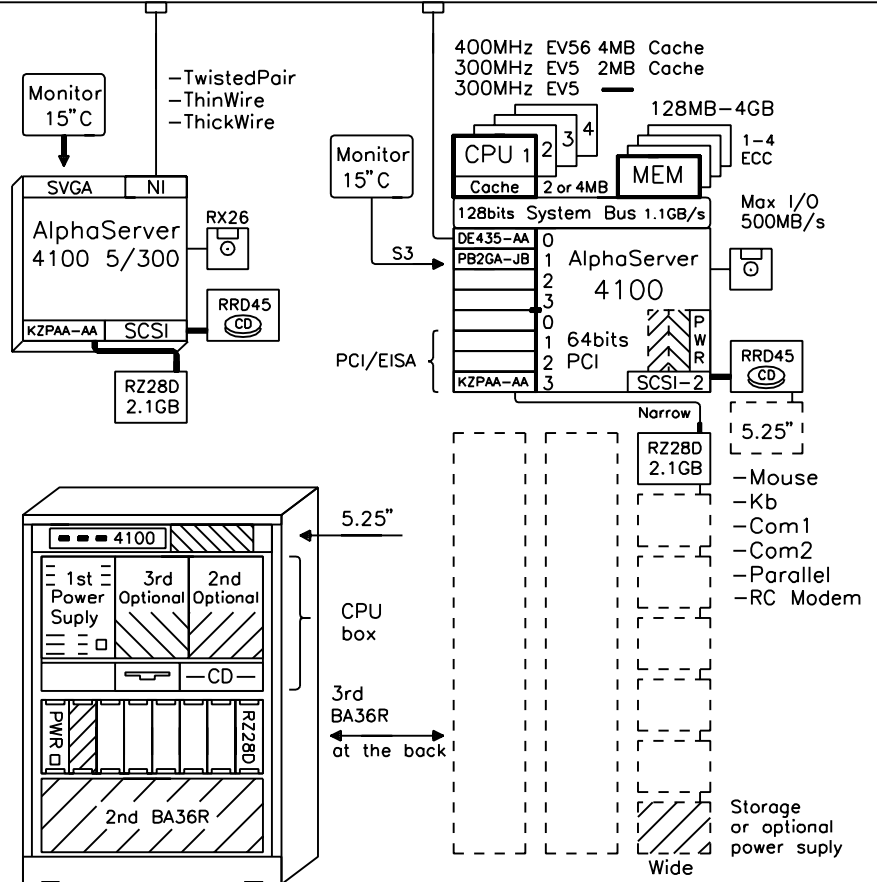 400MHz EV56 4MB Cache
300MHz EV5 2MB Cache
300MHz EV5
-TwistedPair
-ThinWire
-ThickWire
Monitor
15"C
SVGA
NI
AlphaServer
4100 5/300
RX26
KZPAA-AA
SCSI
RRD45
CD
RZ28D
2.1GB
Monitor
15"C
S3
CPU 1
2
3
4
Cache
2 or 4MB
128MB-4GB
MEM
1-4
ECC
128bits System Bus 1.1GB/s
Max I/O
500MB/s
DE435-AA
PB2GA-JB
0
1
2
3
0
1
2
3
AlphaServer
4100
64bits
PCI
PWR
PCI/EISA
KZPAA-AA
SCSI-2
RRD45
CD
Narrow
5.25"
RZ28D
2.1GB
-Mouse
-Kb
-Com1
-Com2
-Parallel
-RC Modem
4100
5.25"
1st
Power
Suply
3rd
Optional
2nd
Optional
CPU
box
-CD-
PWR
RZ28D
3rd
BA36R
at the back
2nd BA36R
Storage
or optional
power suply
Wide